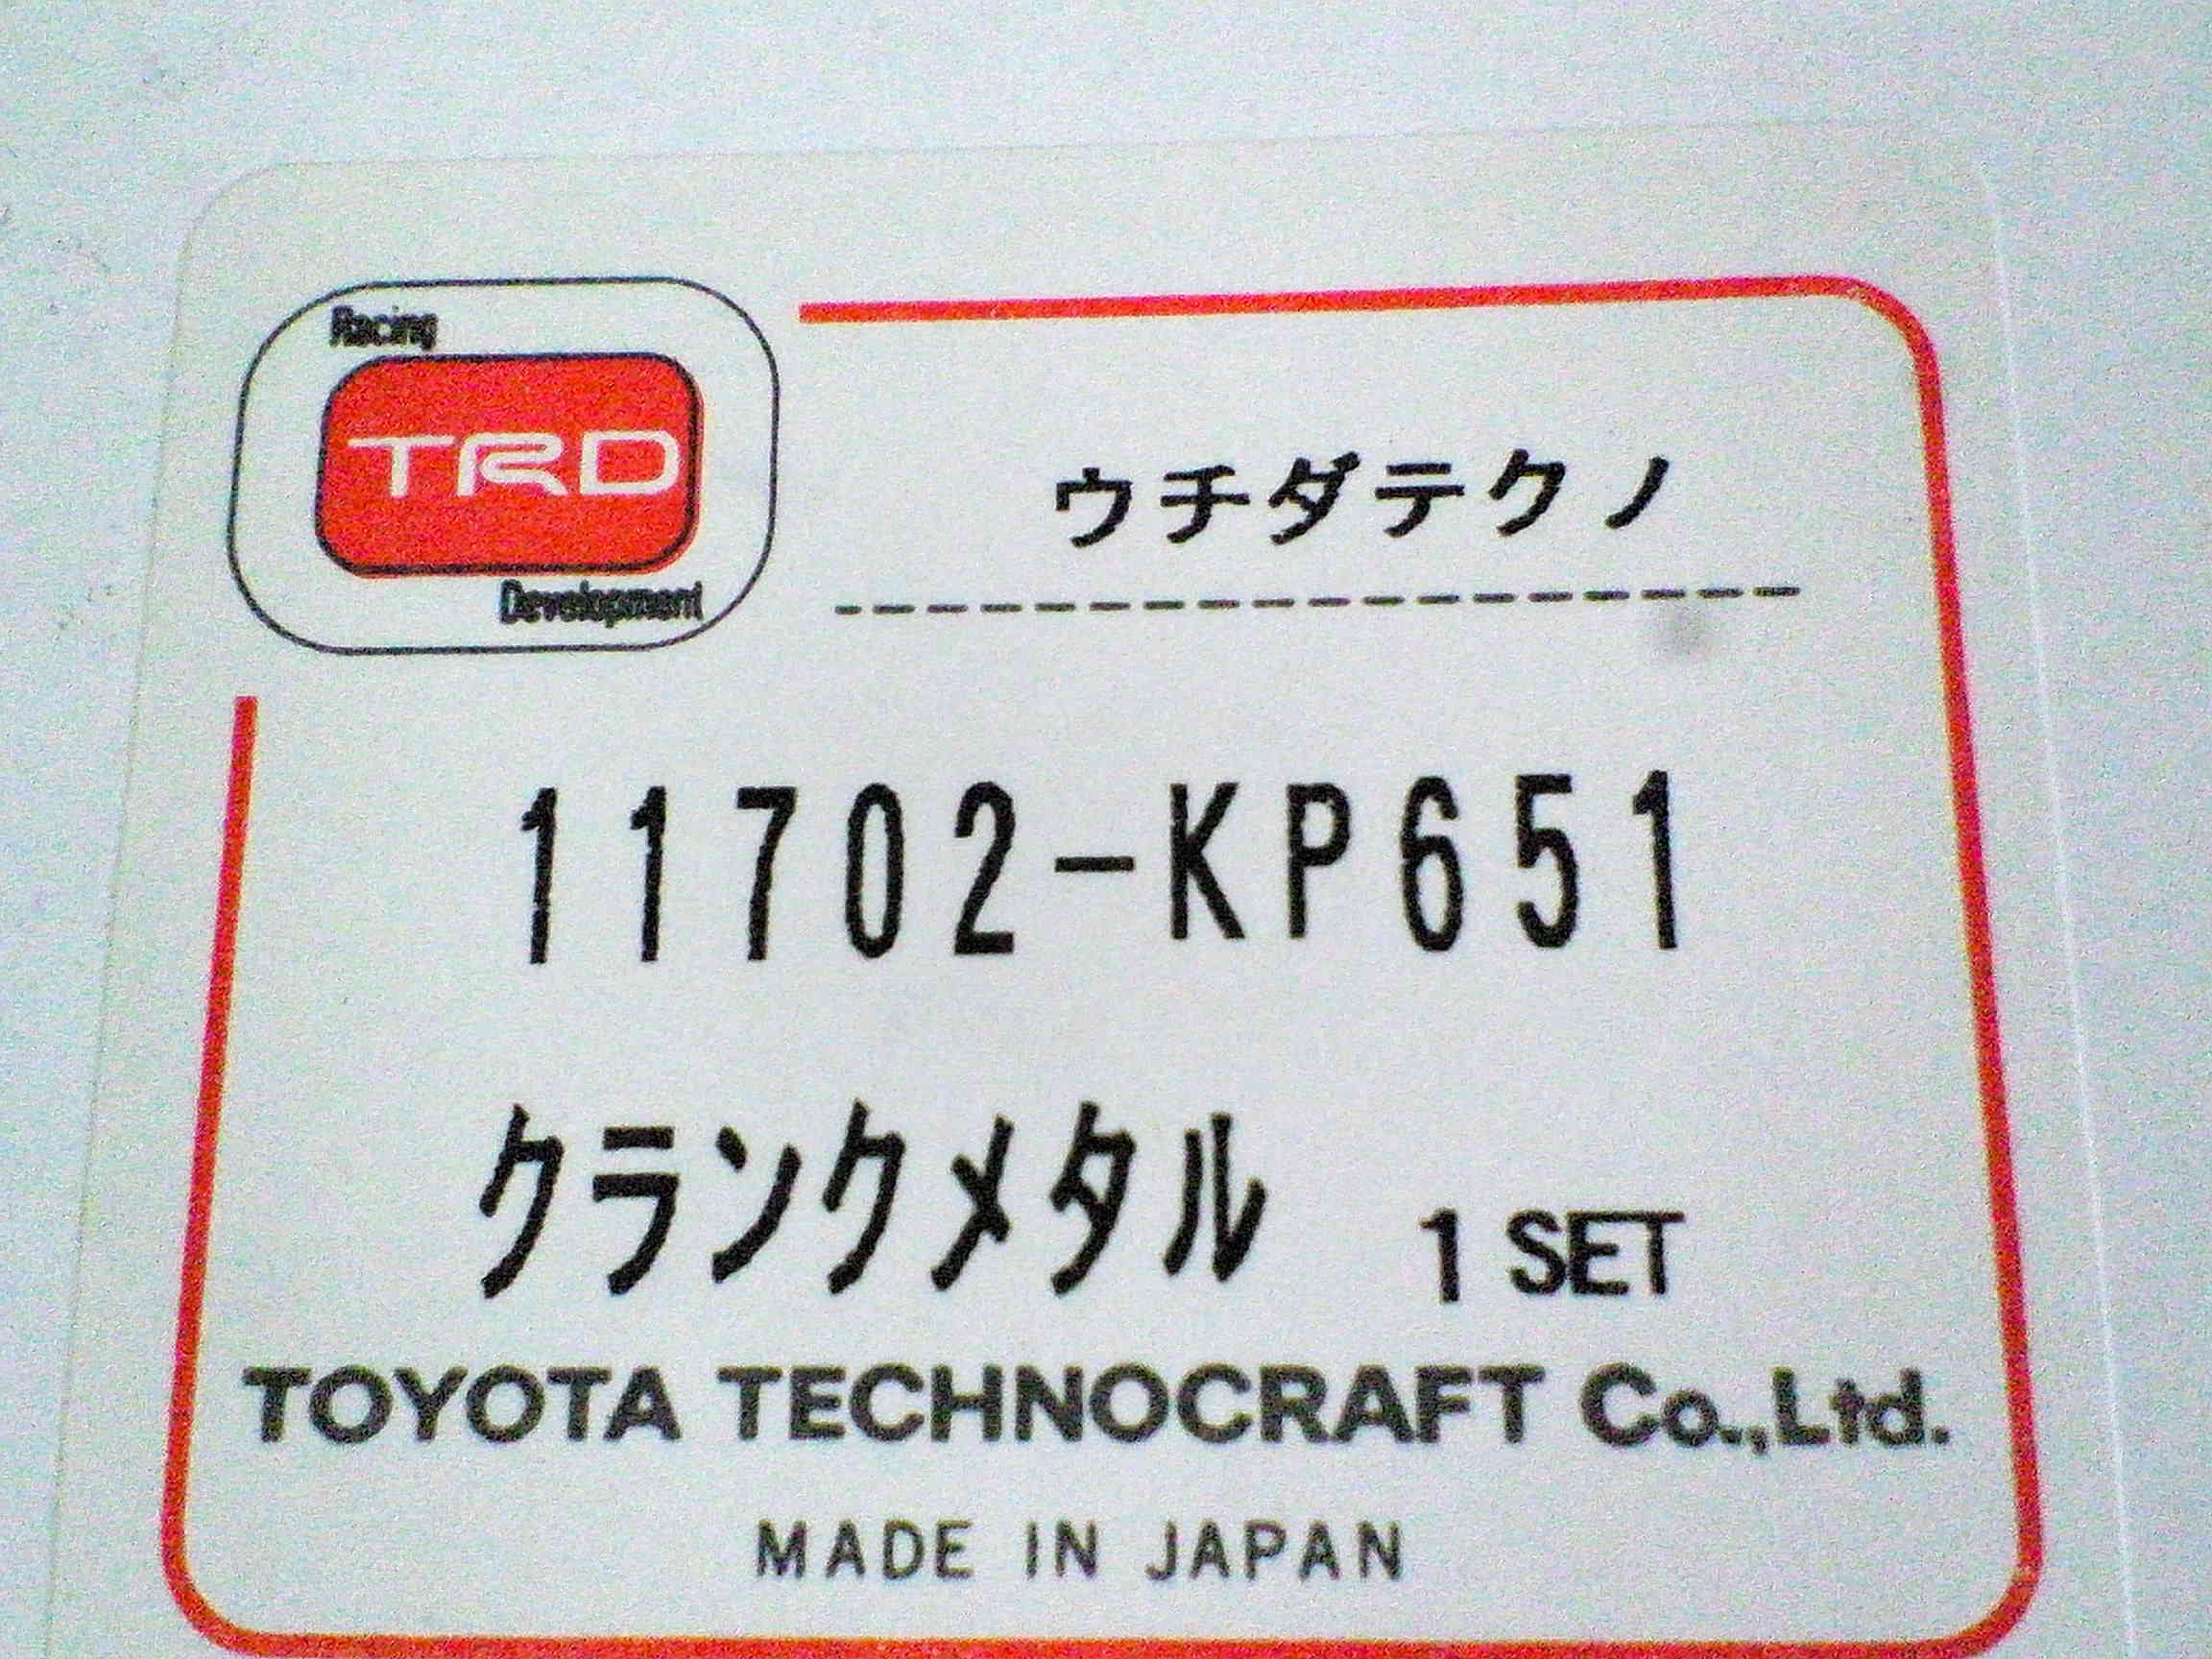 Racing
TRD
Development
ウチダテクノ
11702-KP651
クランクメタル 1 SET
TOYOTA TECHNOCRAFT Co.,Ltd.
MADE IN JAPAN